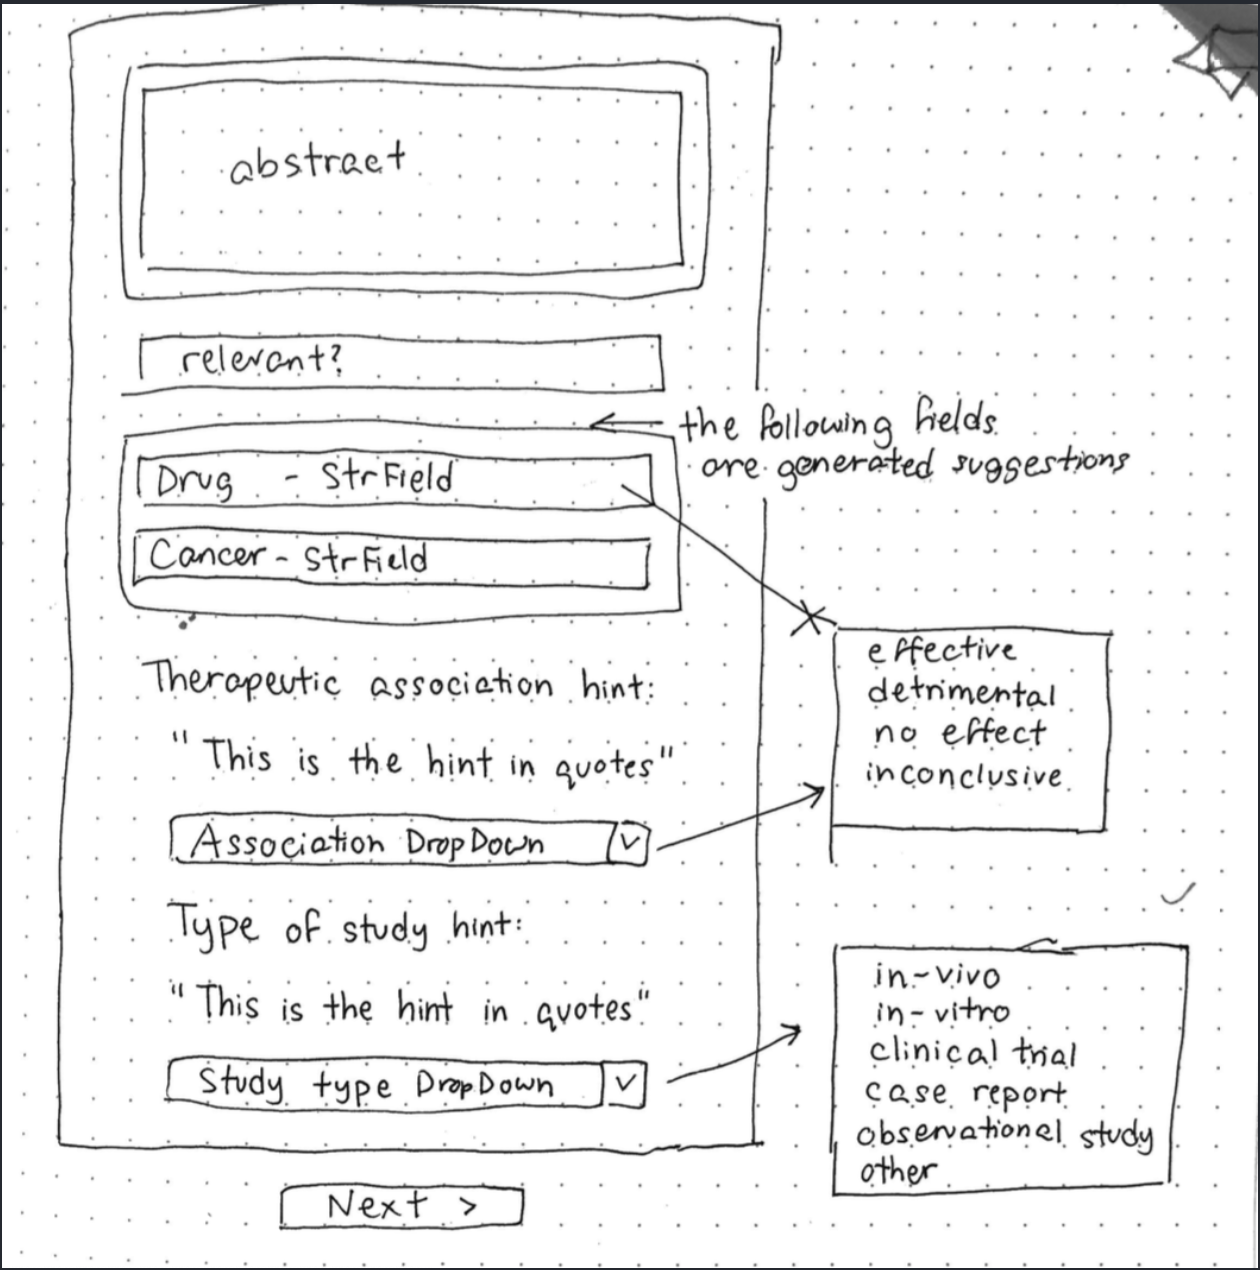 abstract
relevant?
the following fields
are generated suggestions
Drug - StrField
Cancer - StrField
Therapeutic association hint:
"This is the hint in quotes"
Association DropDown
effective
detrimental
no effect
inconclusive
Type of study hint:
"This is the hint in quotes"
Study type DropDown
in-vivo
in-vitro
clinical trial
case report
observational study
other
Next >